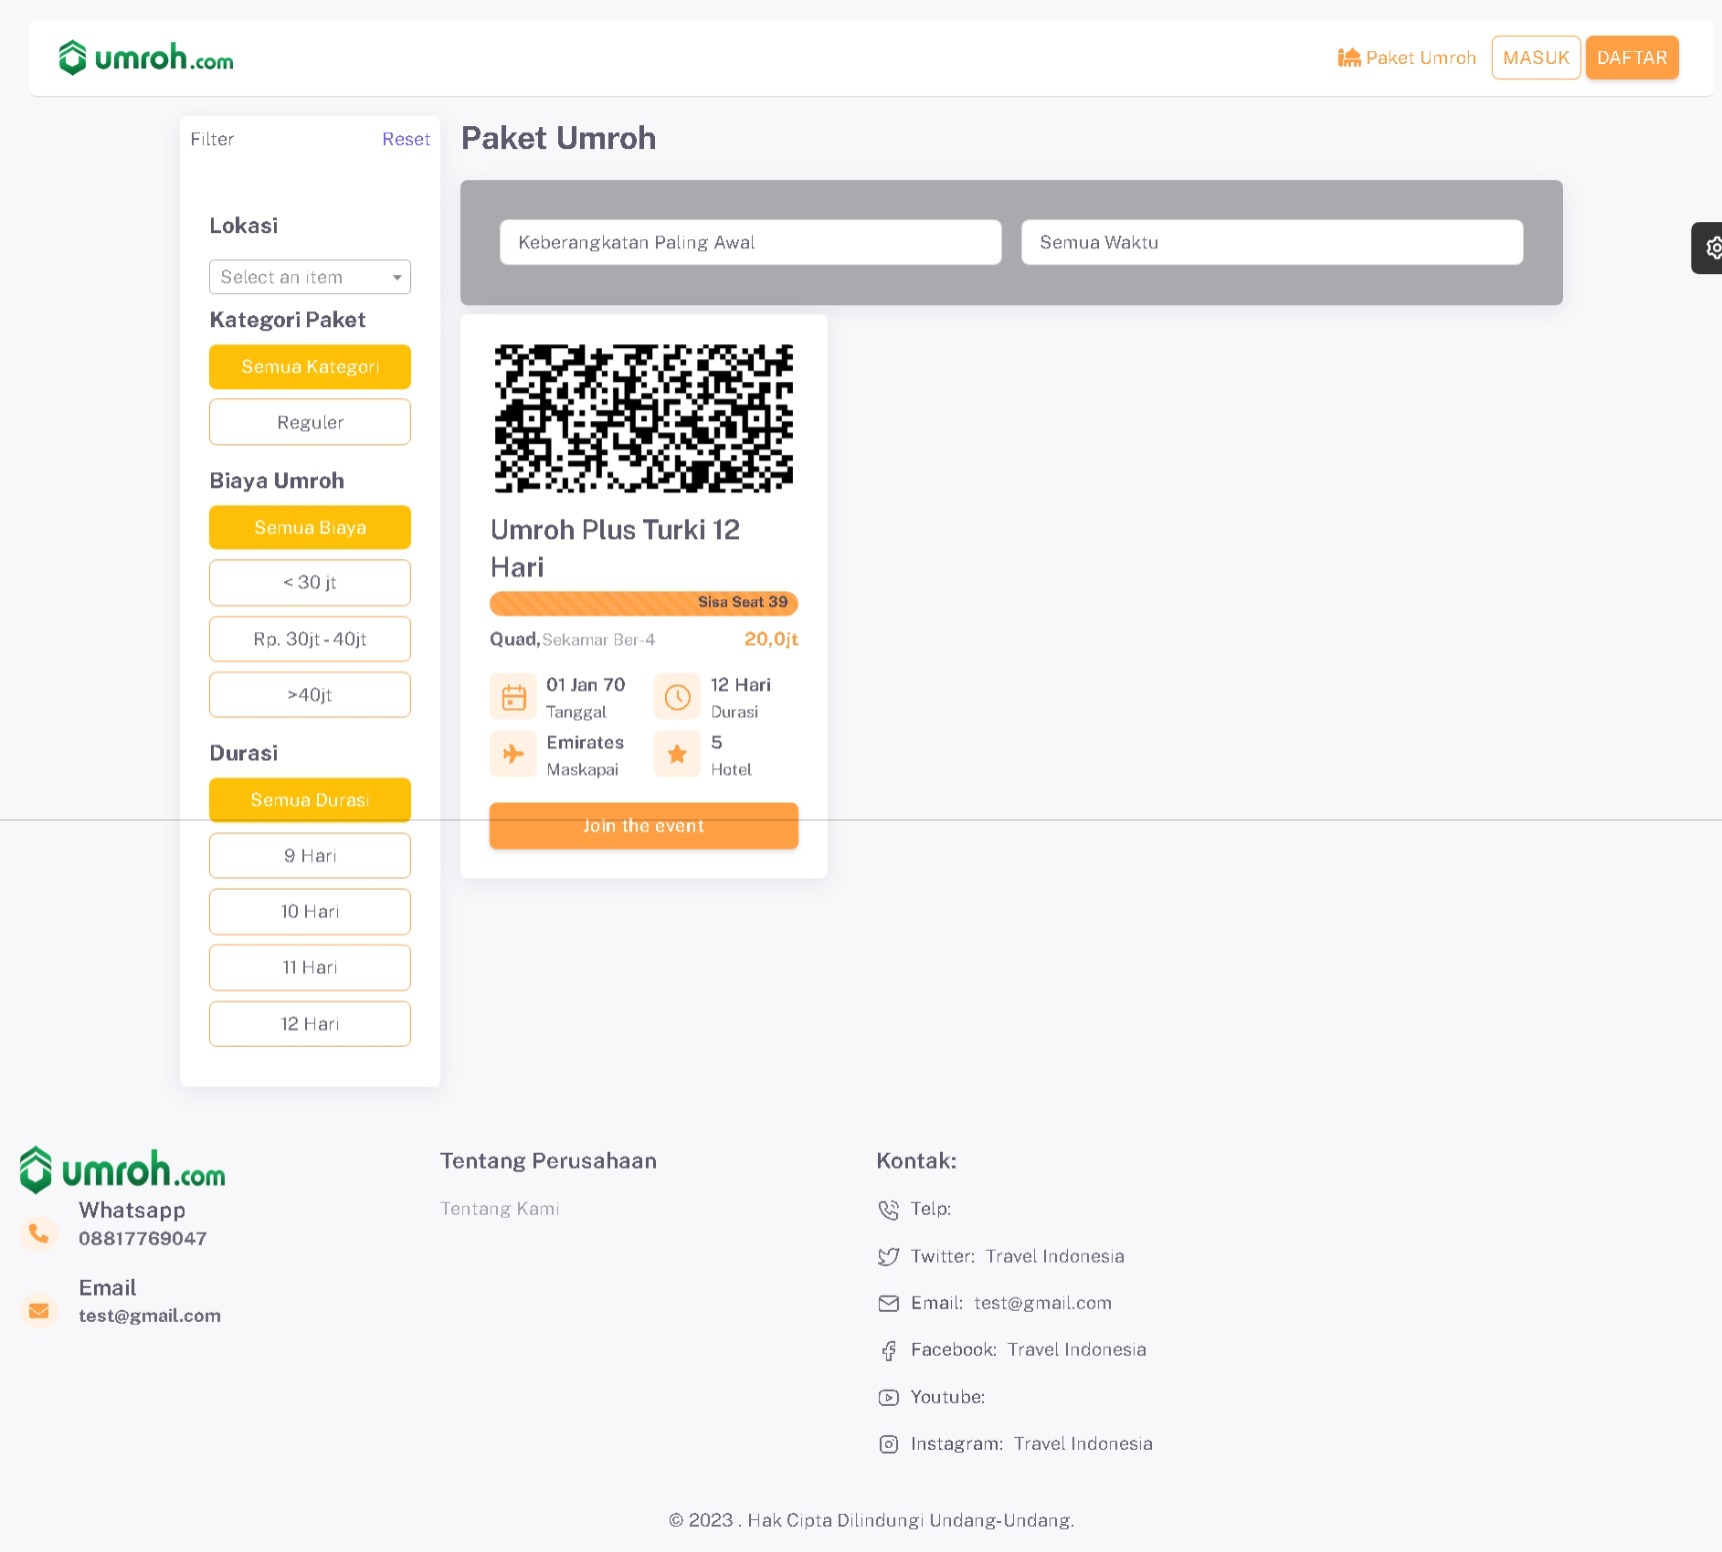 umroh.com
Paket Umroh
MASUK
DAFTAR
Filter
Reset
Lokasi
Select an item
Kategori Paket
Semua Kategori
Reguler
Biaya Umroh
Semua Biaya
< 30 jt
Rp. 30jt - 40jt
>40jt
Durasi
Semua Durasi
9 Hari
10 Hari
11 Hari
12 Hari
Paket Umroh
Keberangkatan Paling Awal
Semua Waktu
Umroh Plus Turki 12
Hari
Sisa Seat 39
Quad, Sekamar Ber-4
20,0jt
01 Jan 70
Tanggal
12 Hari
Durasi
Emirates
Maskapai
5
Hotel
Join the event
umroh.com
Whatsapp
08817769047
Email
test@gmail.com
Tentang Perusahaan
Tentang Kami
Kontak:
Telp:
Twitter: Travel Indonesia
Email: test@gmail.com
Facebook: Travel Indonesia
Youtube:
Instagram: Travel Indonesia
© 2023 . Hak Cipta Dilindungi Undang-Undang.